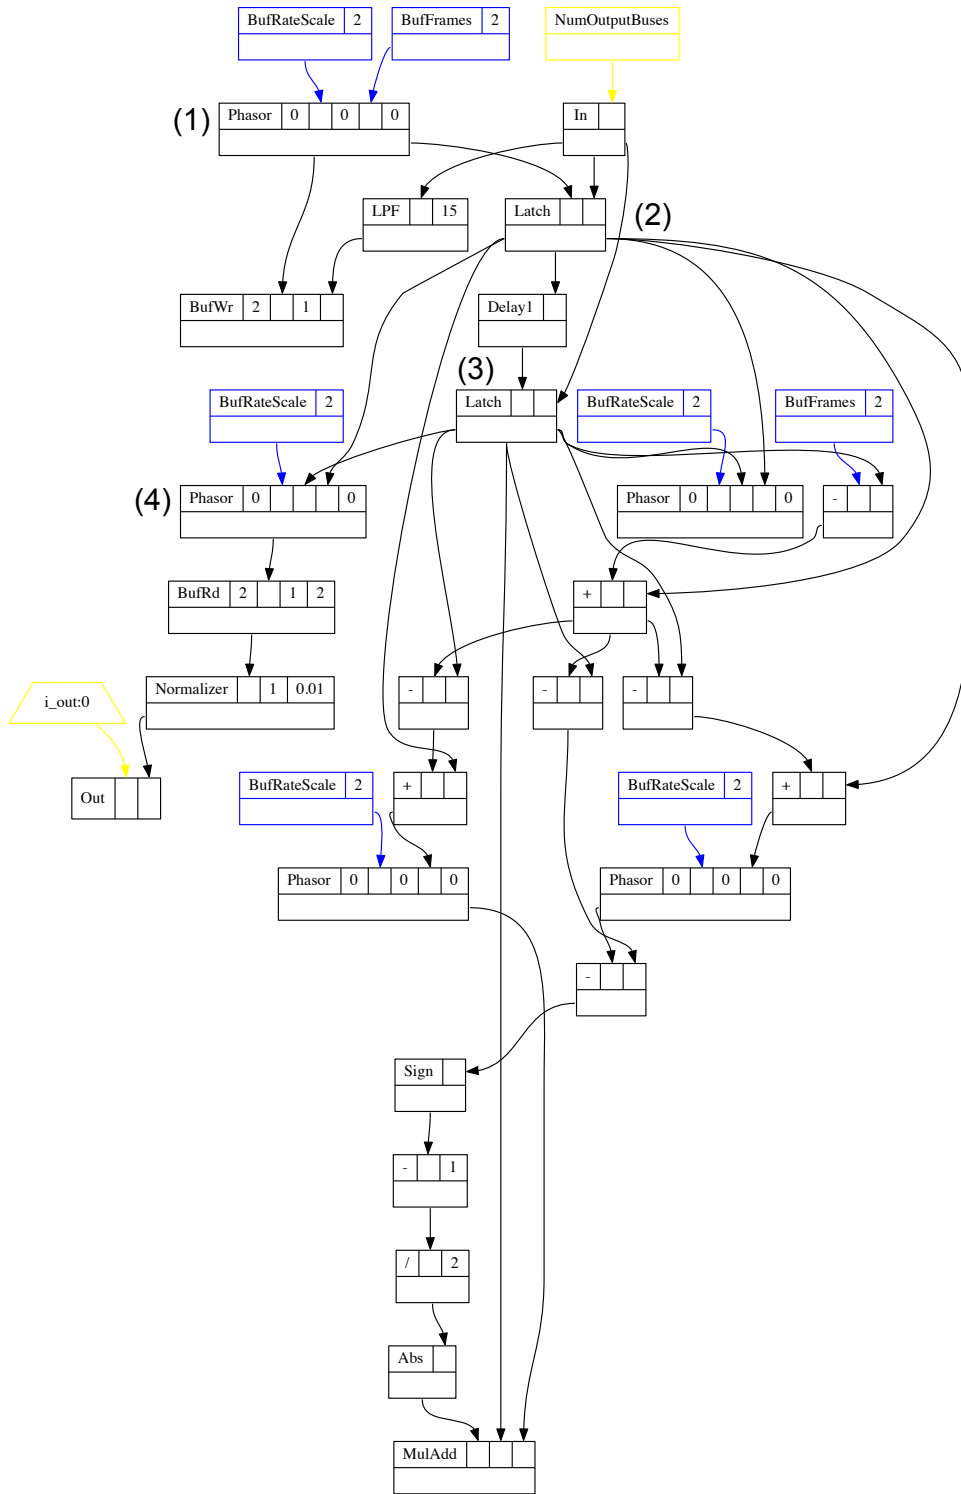 BufRateScale 2 BufFrames 2 NumOutputBuses
(1) Phasor 0 0 0 In
LPF 15 Latch (2)
BufWr 2 1 Delay1
(3)
BufRateScale 2 Latch BufRateScale 2 BufFrames 2
(4) Phasor 0 0 Phasor 0 0 -
BufRd 2 1 2 +
Normalizer 1 0.01 - - -
i_out:0
Out BufRateScale 2 + BufRateScale 2 +
Phasor 0 0 0 Phasor 0 0 0
-
Sign
- 1
/ 2
Abs
MulAdd